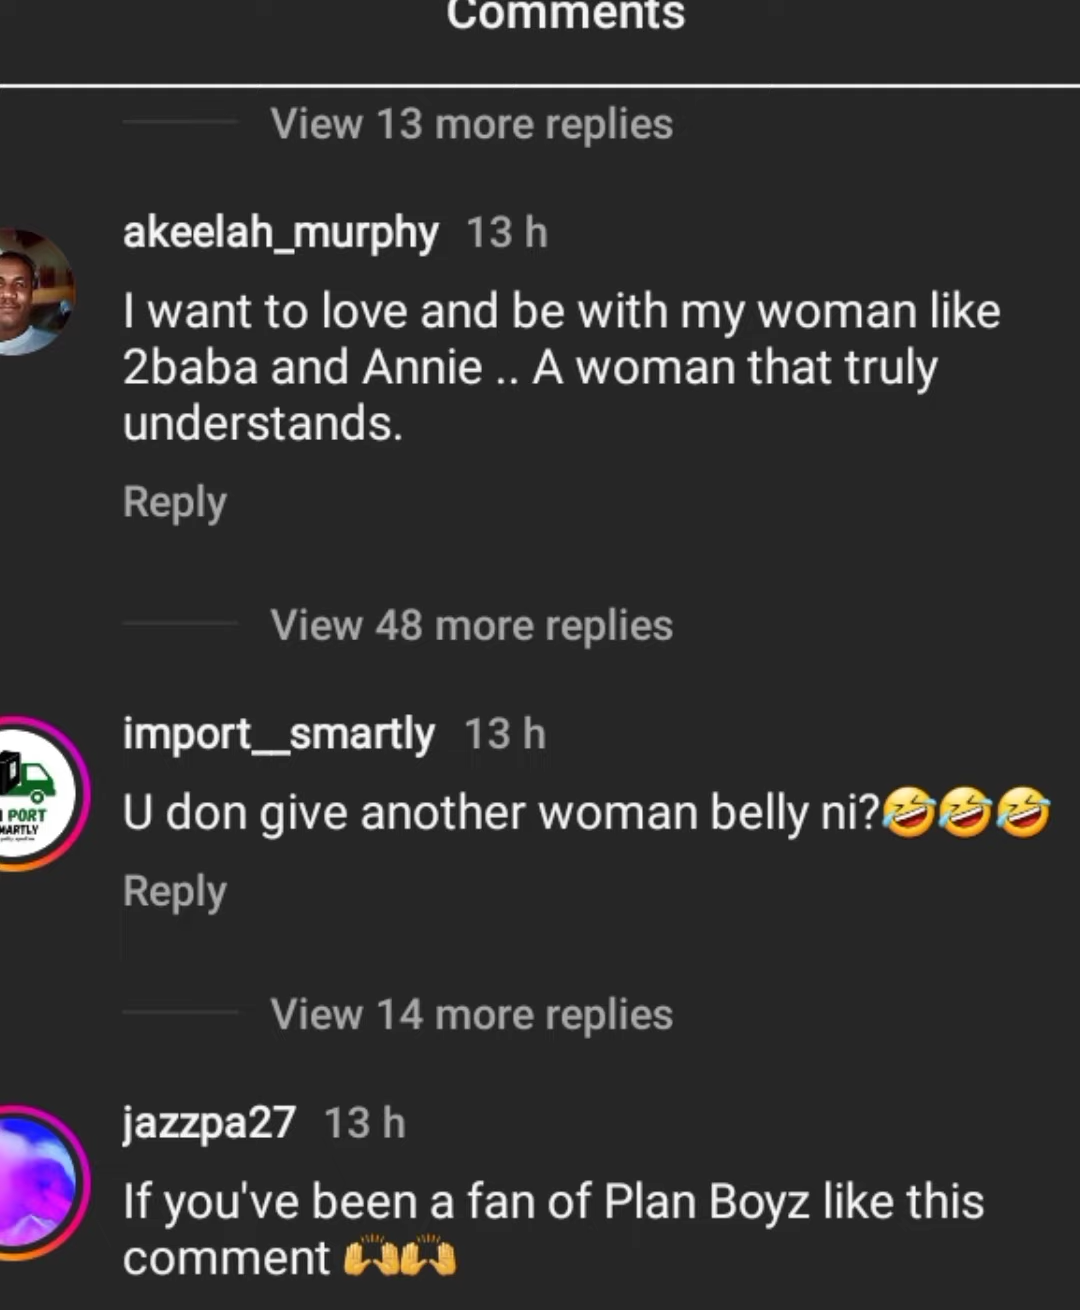 Comments
View 13 more replies
akeelah_murphy 13 h
I want to love and be with my woman like
2baba and Annie .. A woman that truly
understands.
Reply
View 48 more replies
import__smartly 13 h
PORT
U don give another woman belly ni?🤣🤣🤣
Reply
View 14 more replies
jazzpa27 13 h
If you've been a fan of Plan Boyz like this
comment 🙌🙌